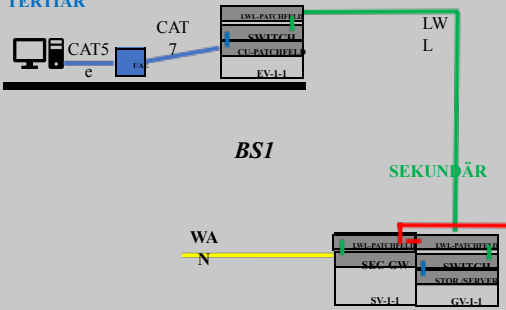 TERTIÄR
LWL-PATCHFELD
SWITCH
CU-PATCHFELD
EV-1-1
CAT
7
CAT5
e
UAE
LW
L
BS1
SEKUNDÄR
WA
N
LWL-PATCHFELD
SEC-GW
SV-1-1
LWL-PATCHFELD
SWITCH
STOR./SERVER
GV-1-1